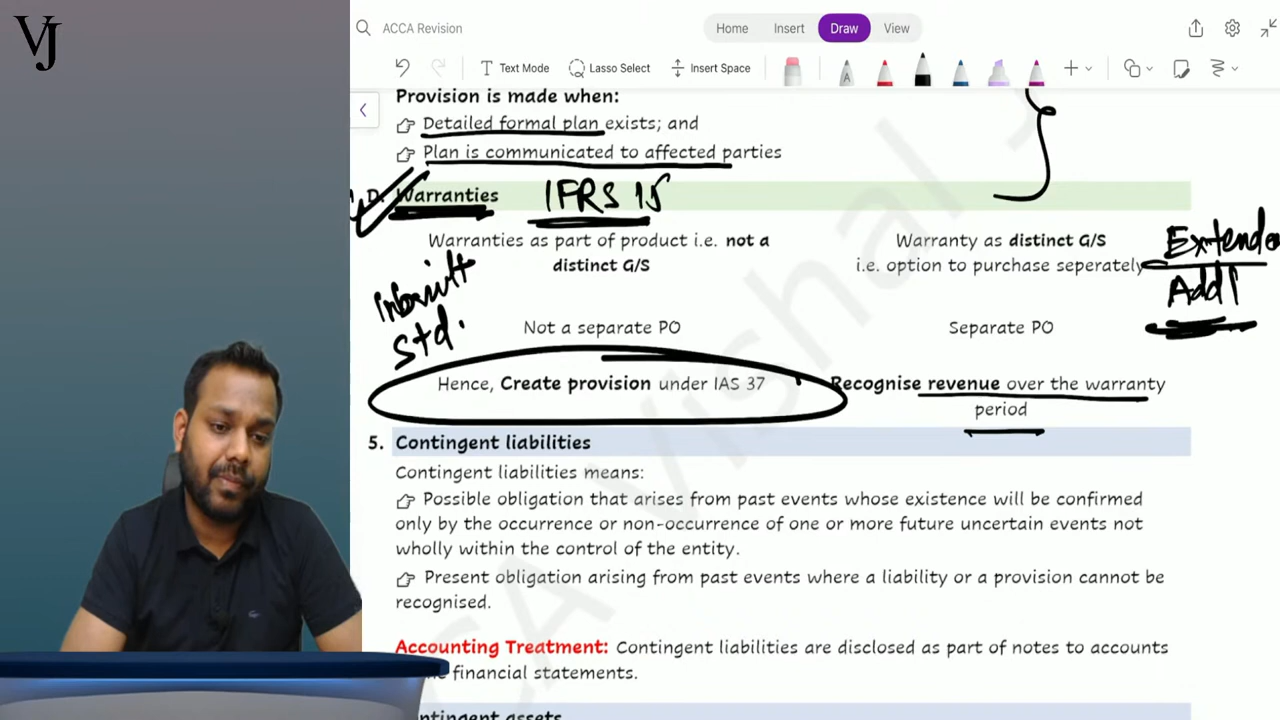 VJ
ACCA Revision
Home Insert Draw View
Text Mode Lasso Select Insert Space
Provision is made when:
Detailed formal plan exists; and
Plan is communicated to affected parties
D. Warranties IFRS 15
Warranties as part of product i.e. not a
distinct G/S
Warranty as distinct G/S
i.e. option to purchase seperately
Extende
Add'l
Inbuilt
Std.
Not a separate PO
Separate PO
Hence, Create provision under IAS 37
Recognise revenue over the warranty
period
5. Contingent liabilities
Contingent liabilities means:
Possible obligation that arises from past events whose existence will be confirmed
only by the occurrence or non-occurrence of one or more future uncertain events not
wholly within the control of the entity.
Present obligation arising from past events where a liability or a provision cannot be
recognised.
Accounting Treatment: Contingent liabilities are disclosed as part of notes to accounts
financial statements.
ntingent assets